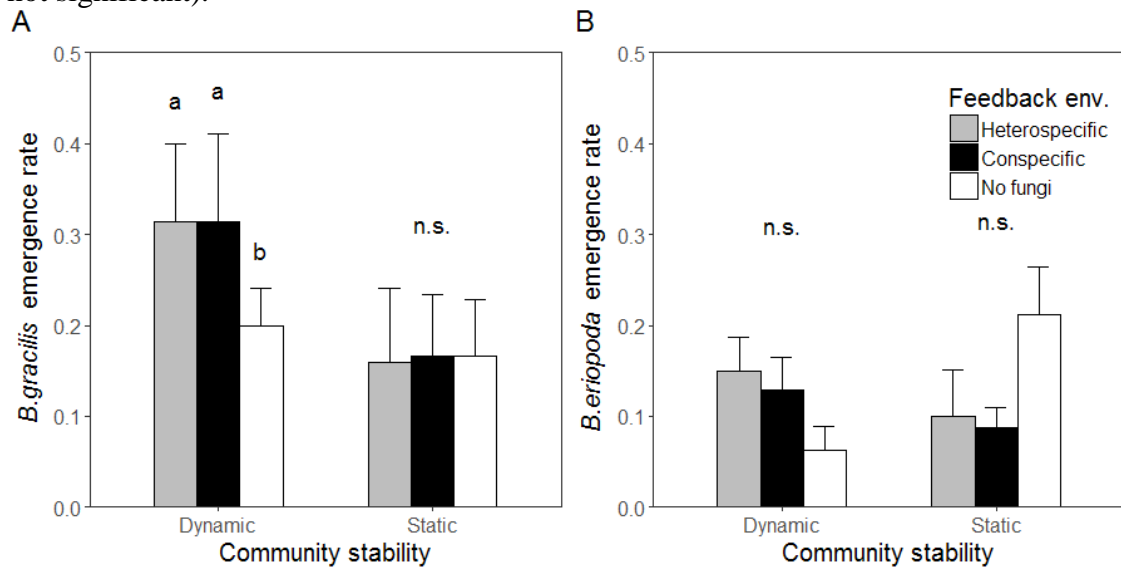 not significant).
A
0.5
0.4
0.3
0.2
0.1
0.0
B.gracilis emergence rate
a
a
b
n.s.
Dynamic
Static
Community stability
B
0.5
0.4
0.3
0.2
0.1
0.0
B.eriopoda emergence rate
Feedback env.
Heterospecific
Conspecific
No fungi
n.s.
n.s.
Dynamic
Static
Community stability